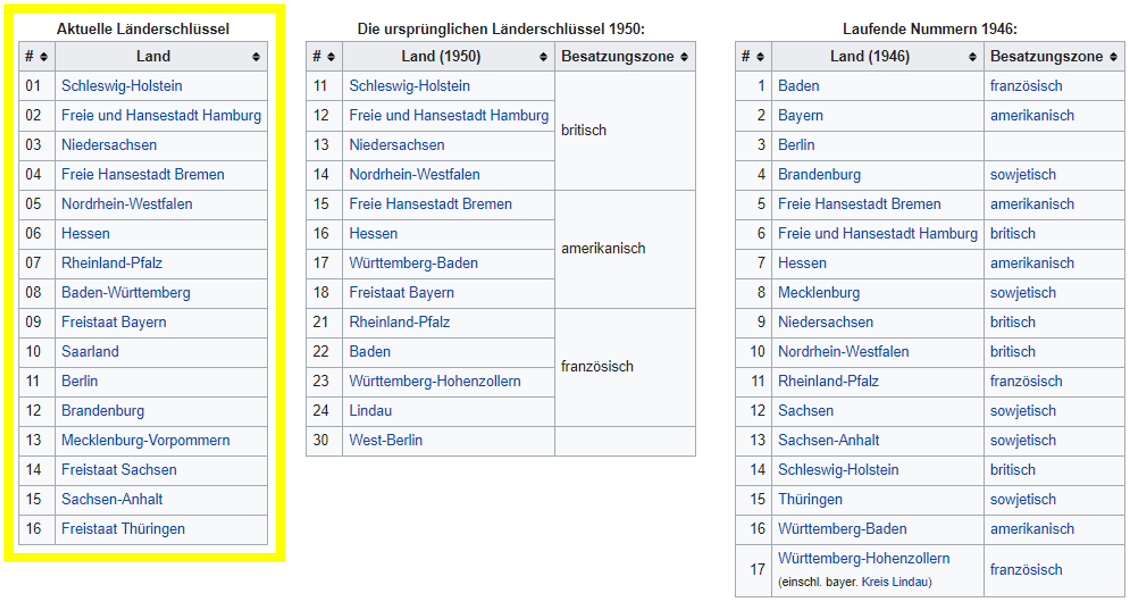 Aktuelle Länderschlüssel
# Land
01 Schleswig-Holstein
02 Freie und Hansestadt Hamburg
03 Niedersachsen
04 Freie Hansestadt Bremen
05 Nordrhein-Westfalen
06 Hessen
07 Rheinland-Pfalz
08 Baden-Württemberg
09 Freistaat Bayern
10 Saarland
11 Berlin
12 Brandenburg
13 Mecklenburg-Vorpommern
14 Freistaat Sachsen
15 Sachsen-Anhalt
16 Freistaat Thüringen
Die ursprünglichen Länderschlüssel 1950:
# Land (1950) Besatzungszone
11 Schleswig-Holstein
12 Freie und Hansestadt Hamburg
britisch
13 Niedersachsen
14 Nordrhein-Westfalen
15 Freie Hansestadt Bremen
16 Hessen
amerikanisch
17 Württemberg-Baden
18 Freistaat Bayern
21 Rheinland-Pfalz
22 Baden
französisch
23 Württemberg-Hohenzollern
24 Lindau
30 West-Berlin
Laufende Nummern 1946:
# Land (1946) Besatzungszone
1 Baden französisch
2 Bayern amerikanisch
3 Berlin
4 Brandenburg sowjetisch
5 Freie Hansestadt Bremen amerikanisch
6 Freie und Hansestadt Hamburg britisch
7 Hessen amerikanisch
8 Mecklenburg sowjetisch
9 Niedersachsen britisch
10 Nordrhein-Westfalen britisch
11 Rheinland-Pfalz französisch
12 Sachsen sowjetisch
13 Sachsen-Anhalt sowjetisch
14 Schleswig-Holstein britisch
15 Thüringen sowjetisch
16 Württemberg-Baden amerikanisch
17 Württemberg-Hohenzollern französisch
(einschl. bayer. Kreis Lindau)